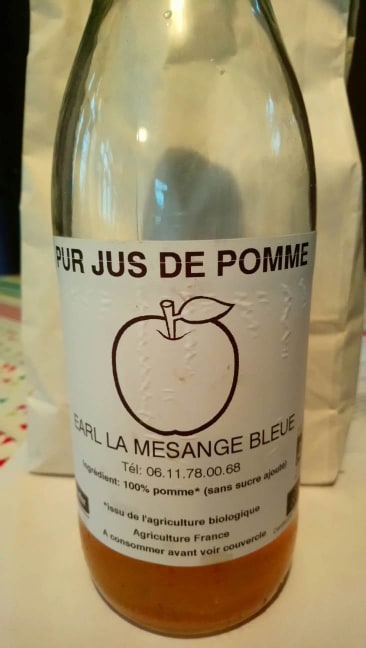 PUR JUS DE POMME
EARL LA MESANGE BLEUE
Tél: 06.11.78.00.68
Ingrédient: 100% pomme* (sans sucre ajouté)
*issu de l'agriculture biologique
Agriculture France
A consommer avant voir couvercle